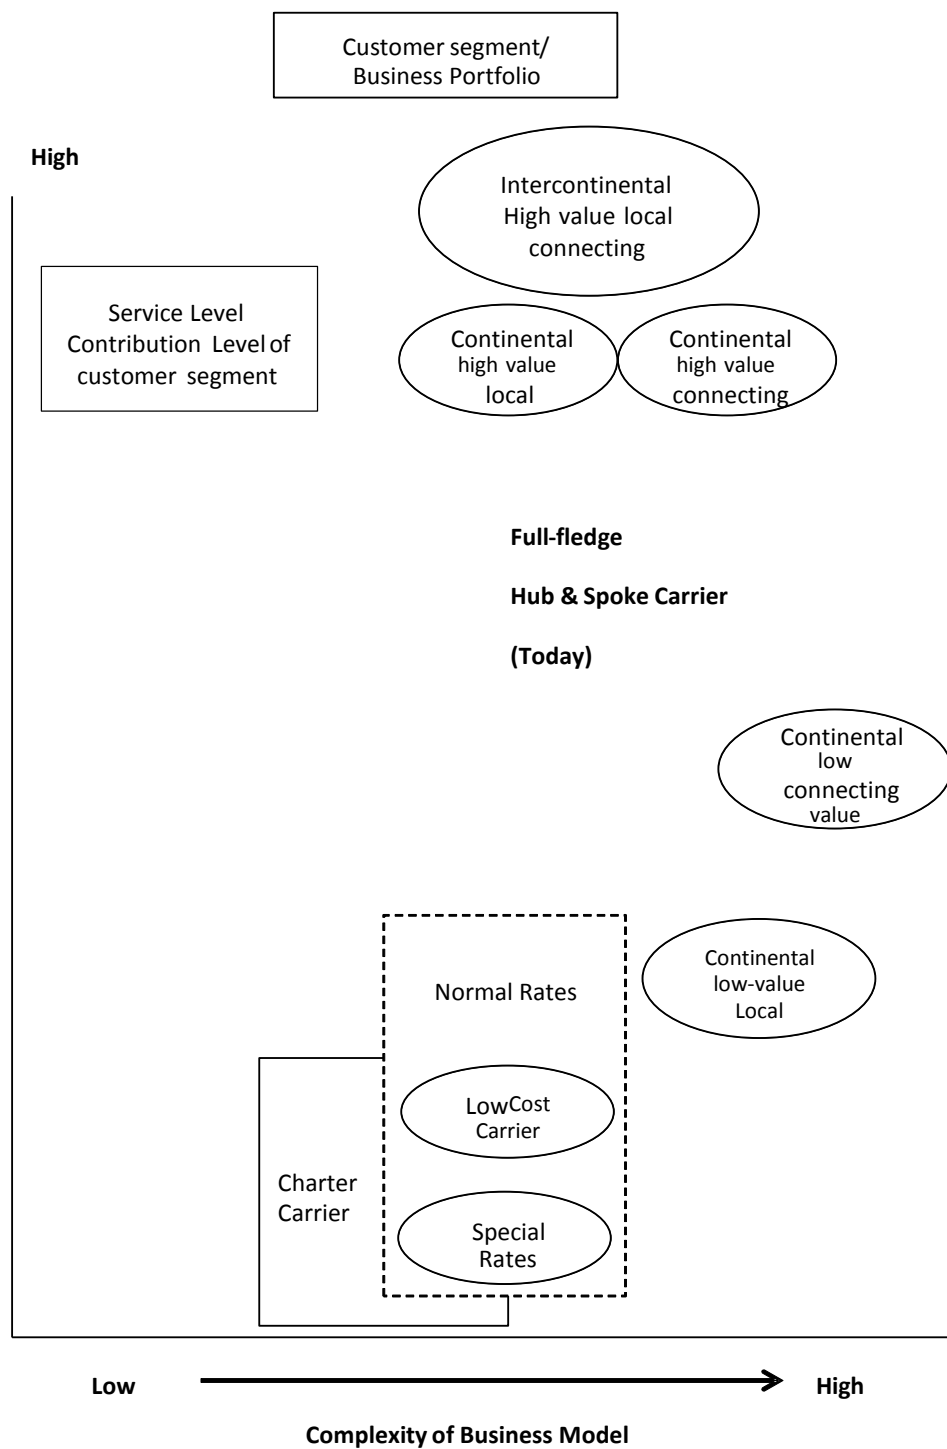 Customer segment/
Business Portfolio
High
Intercontinental
High value local
connecting
Service Level
Contribution Level of
customer segment
Continental
high value
local
Continental
high value
connecting
Full-fledge
Hub & Spoke Carrier
(Today)
Continental
low
connecting
value
Continental
low-value
Local
Normal Rates
Low Cost
Carrier
Charter
Carrier
Special
Rates
Low
High
Complexity of Business Model